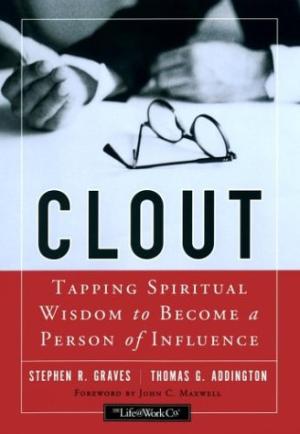 CLOUT
TAPPING SPIRITUAL
WISDOM to BECOME a
PERSON of INFLUENCE
STEPHEN R. GRAVES | THOMAS G. ADDINGTON
FOREWORD BY JOHN C. MAXWELL
THE Life@Work Co.